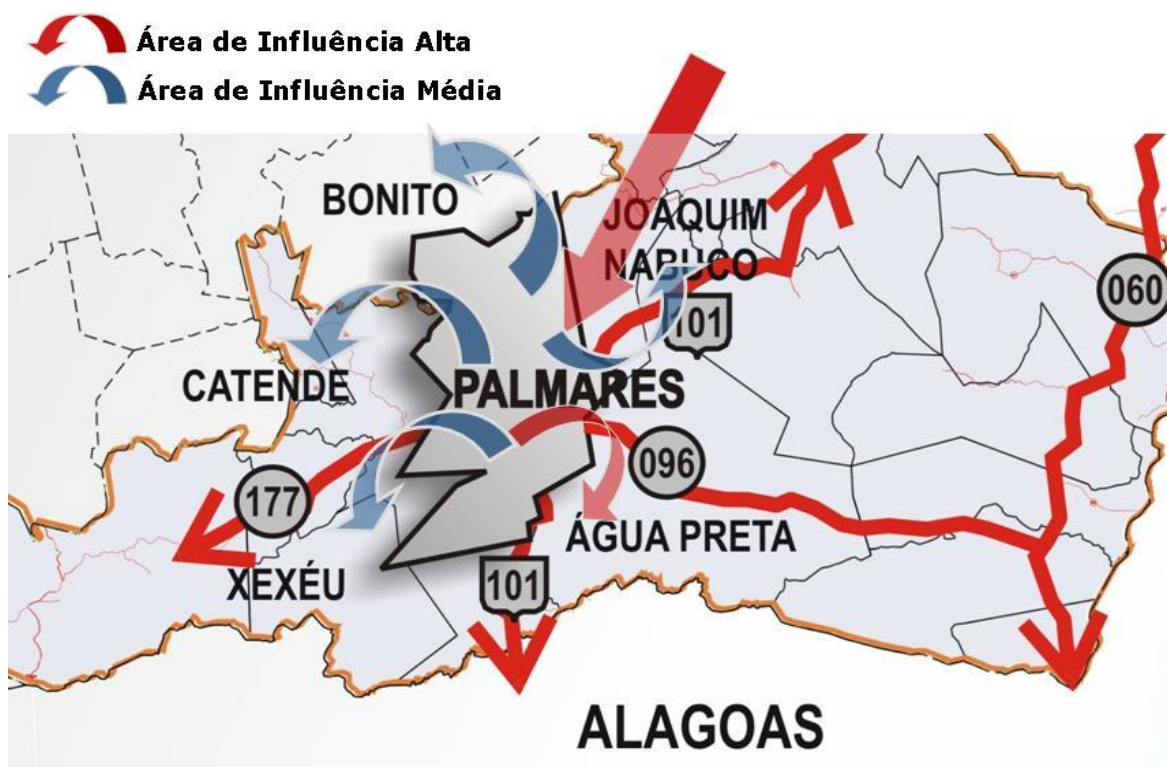 Área de Influência Alta
Área de Influência Média
BONITO
JOAQUIM
NABUCO
060
101
CATENDE
PALMARES
096
177
ÁGUA PRETA
XEXÉU
101
ALAGOAS